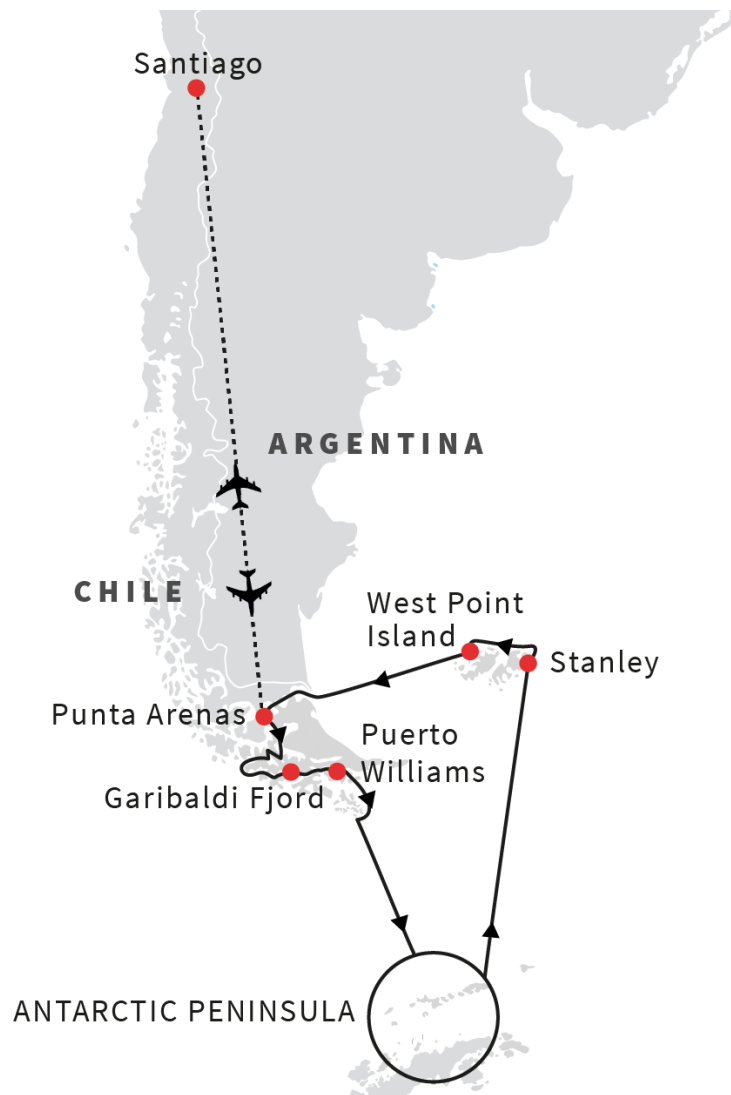 Santiago
ARGENTINA
CHILE
West Point
Island
Stanley
Punta Arenas
Puerto
Williams
Garibaldi Fjord
ANTARCTIC PENINSULA